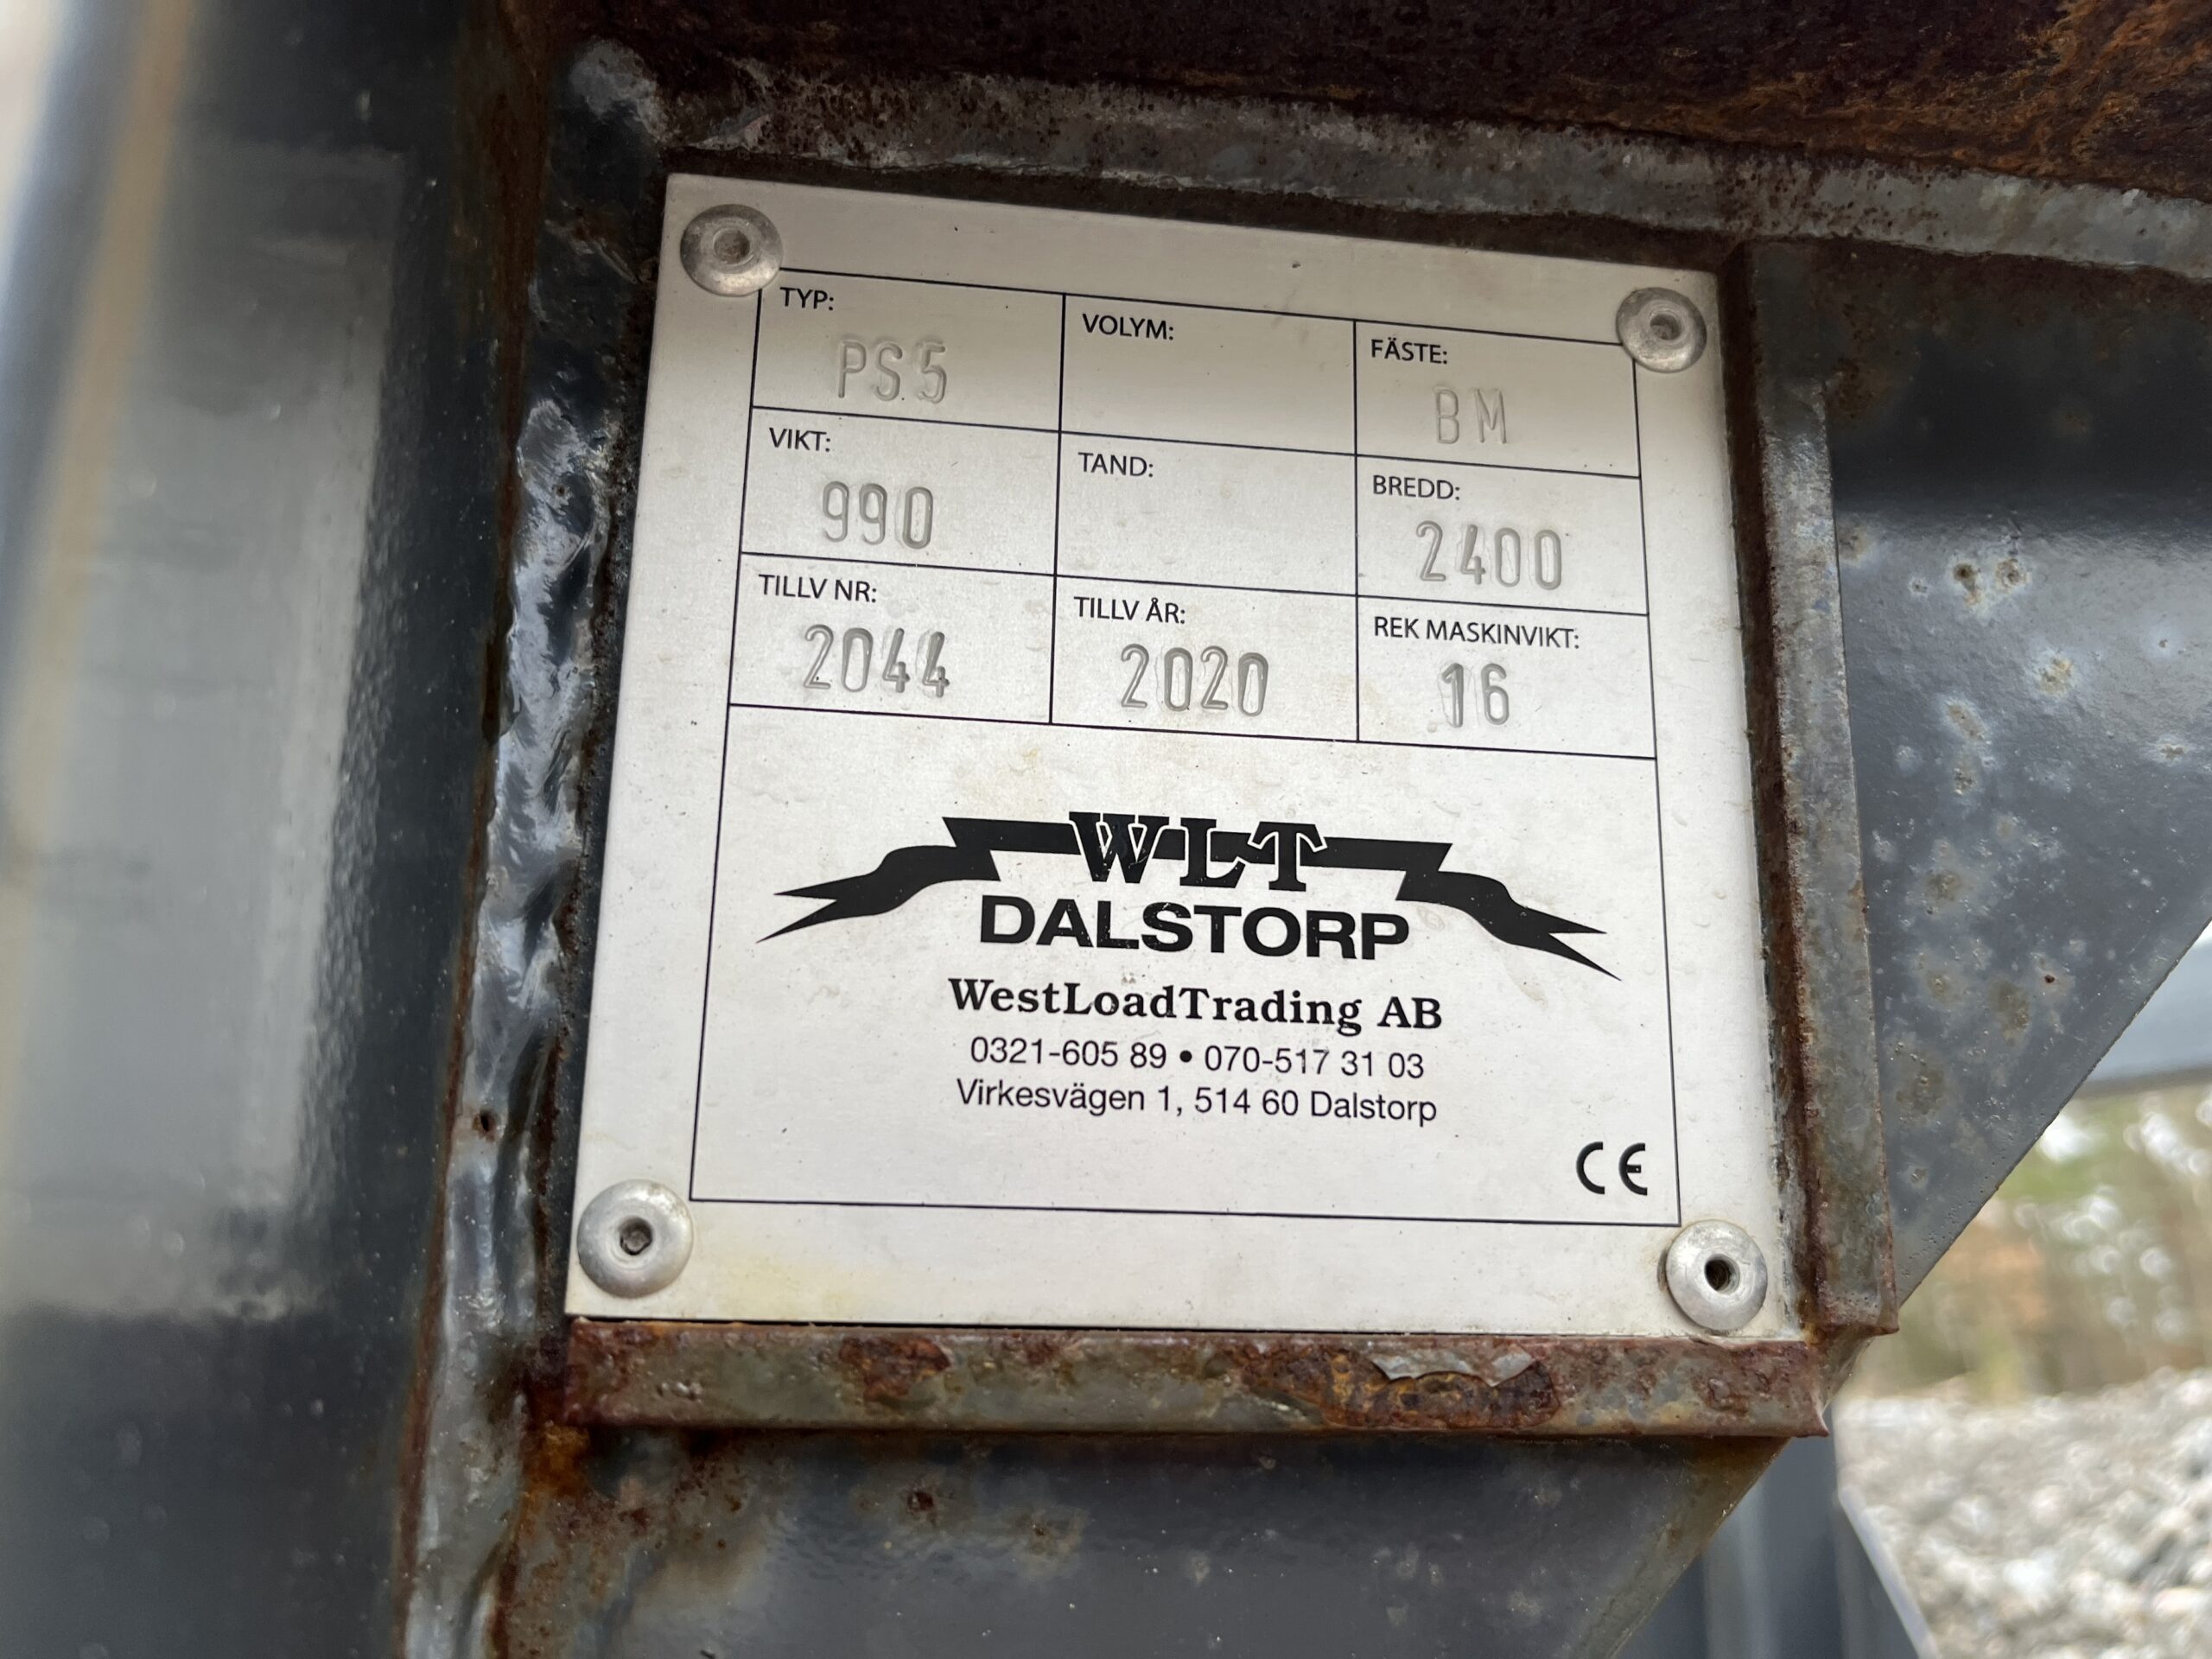 TYP: VOLYM: FÄSTE:
PS5 BM
VIKT: TAND: BREDD:
990 2400
TILLV NR: TILLV ÅR: REK MASKINVIKT:
2044 2020 16
WLT
DALSTORP
WestLoadTrading AB
0321-605 89 • 070-517 31 03
Virkesvägen 1, 514 60 Dalstorp
CE